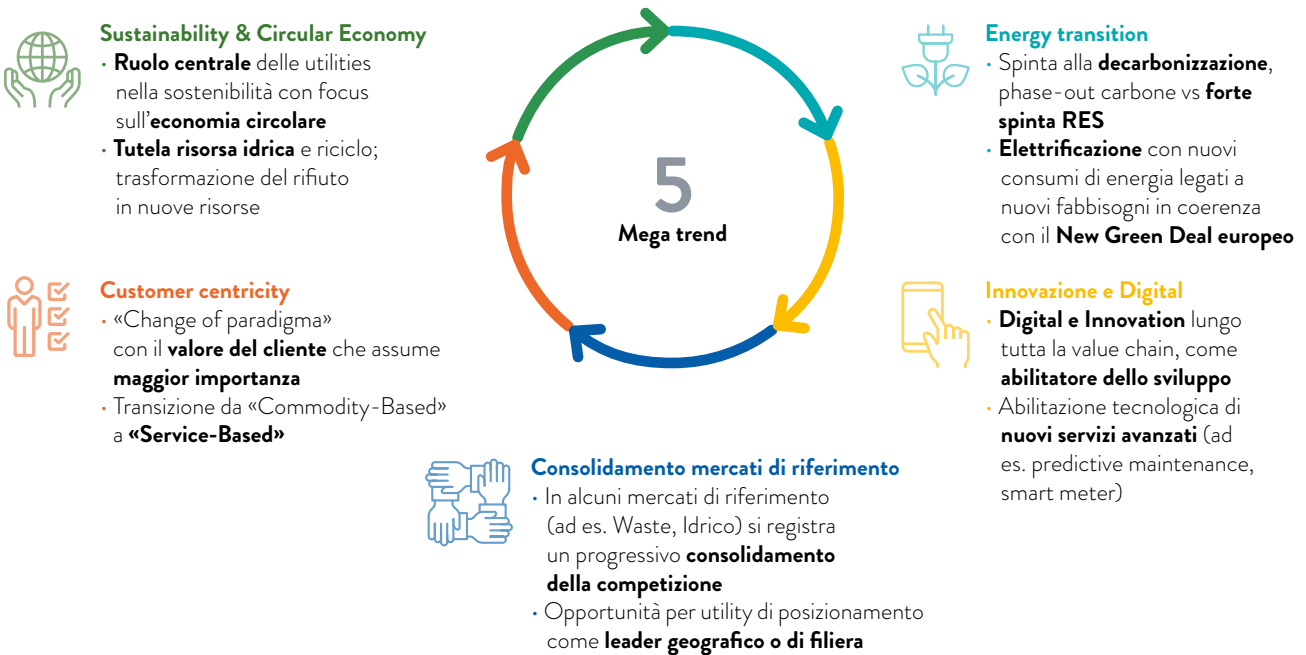 Sustainability & Circular Economy
· Ruolo centrale delle utilities
nella sostenibilità con focus
sull'economia circolare
· Tutela risorsa idrica e riciclo;
trasformazione del rifiuto
in nuove risorse
5
Mega trend
Energy transition
· Spinta alla decarbonizzazione,
phase-out carbone vs forte
spinta RES
· Elettrificazione con nuovi
consumi di energia legati a
nuovi fabbisogni in coerenza
con il New Green Deal europeo
Customer centricity
· «Change of paradigma»
con il valore del cliente che assume
maggior importanza
· Transizione da «Commodity-Based»
a «Service-Based»
Innovazione e Digital
· Digital e Innovation lungo
tutta la value chain, come
abilitatore dello sviluppo
· Abilitazione tecnologica di
nuovi servizi avanzati (ad
es. predictive maintenance,
smart meter)
Consolidamento mercati di riferimento
· In alcuni mercati di riferimento
(ad es. Waste, Idrico) si registra
un progressivo consolidamento
della competizione
· Opportunità per utility di posizionamento
come leader geografico o di filiera